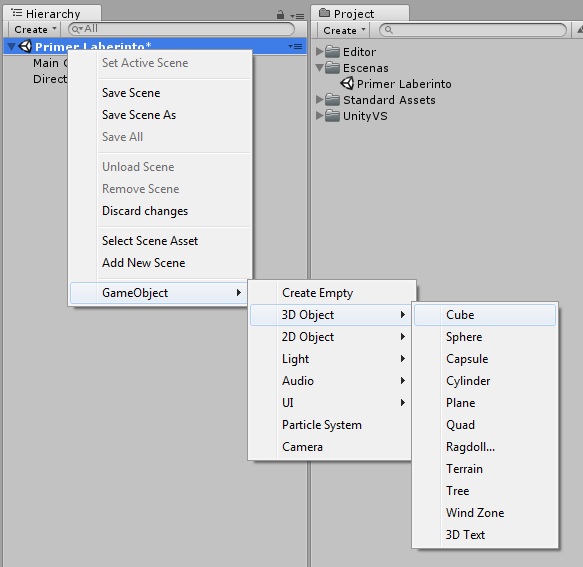 Hierarchy
Create
All
Primer Laberinto*
Main
Direct
Set Active Scene
Save Scene
Save Scene As
Save All
Unload Scene
Remove Scene
Discard changes
Select Scene Asset
Add New Scene
GameObject
Create Empty
3D Object
2D Object
Light
Audio
UI
Particle System
Camera
Cube
Sphere
Capsule
Cylinder
Plane
Quad
Ragdoll...
Terrain
Tree
Wind Zone
3D Text
Project
Create
Editor
Escenas
Primer Laberinto
Standard Assets
UnityVS